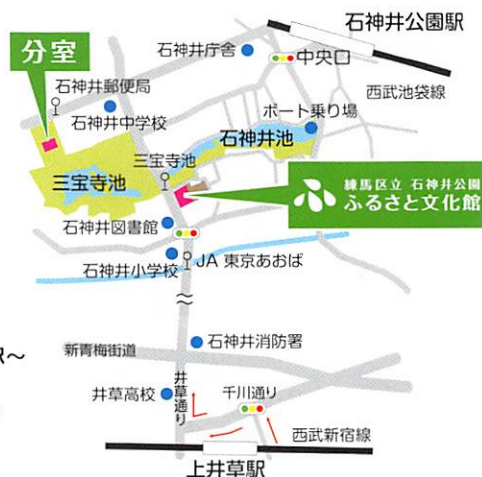 石神井公園駅
分室
石神井庁舎
中央口
石神井郵便局
西武池袋線
石神井中学校
ボート乗り場
石神井池
三宝寺池
三宝寺池
練馬区立 石神井公園
ふるさと文化館
石神井図書館
石神井小学校
JA 東京あおば
石神井消防署
新青梅街道
井草高校
井草通り
千川通り
西武新宿線
上井草駅